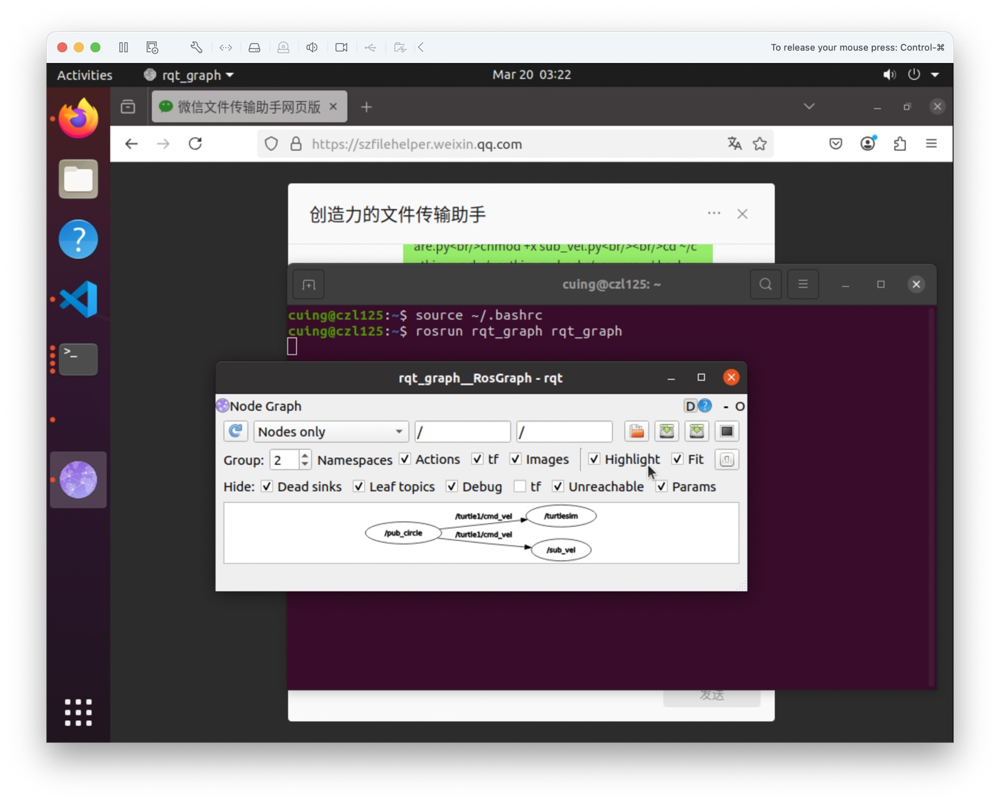 To release your mouse press: Control-⌘
Activities
rqt_graph
Mar 20 03:22
微信文件传输助手网页版
https://szfilehelper.weixin.qq.com
创造力的文件传输助手
are.py<br/>chmod +x sub_vel.py<br/><br/>cd ~/c
cuing@czl125: ~
cuing@czl125:~$ source ~/.bashrc
cuing@czl125:~$ rosrun rqt_graph rqt_graph
rqt_graph__RosGraph - rqt
Node Graph
D ? - O
Nodes only / /
Group: 2 Namespaces Actions tf Images Highlight Fit
Hide: Dead sinks Leaf topics Debug tf Unreachable Params
/turtle1/cmd_vel
/turtlesim
/pub_circle
/turtle1/cmd_vel
/sub_vel
发送